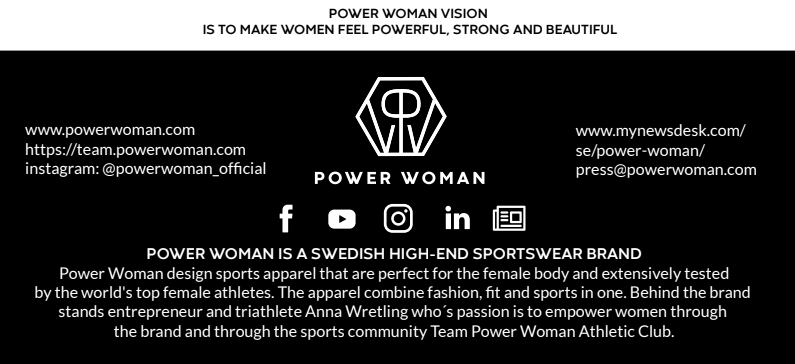 POWER WOMAN VISION
IS TO MAKE WOMEN FEEL POWERFUL, STRONG AND BEAUTIFUL
www.powerwoman.com
https://team.powerwoman.com
instagram: @powerwoman_official
POWER WOMAN
www.mynewsdesk.com/
se/power-woman/
press@powerwoman.com
POWER WOMAN IS A SWEDISH HIGH-END SPORTSWEAR BRAND
Power Woman design sports apparel that are perfect for the female body and extensively tested
by the world's top female athletes. The apparel combine fashion, fit and sports in one. Behind the brand
stands entrepreneur and triathlete Anna Wretling who´s passion is to empower women through
the brand and through the sports community Team Power Woman Athletic Club.